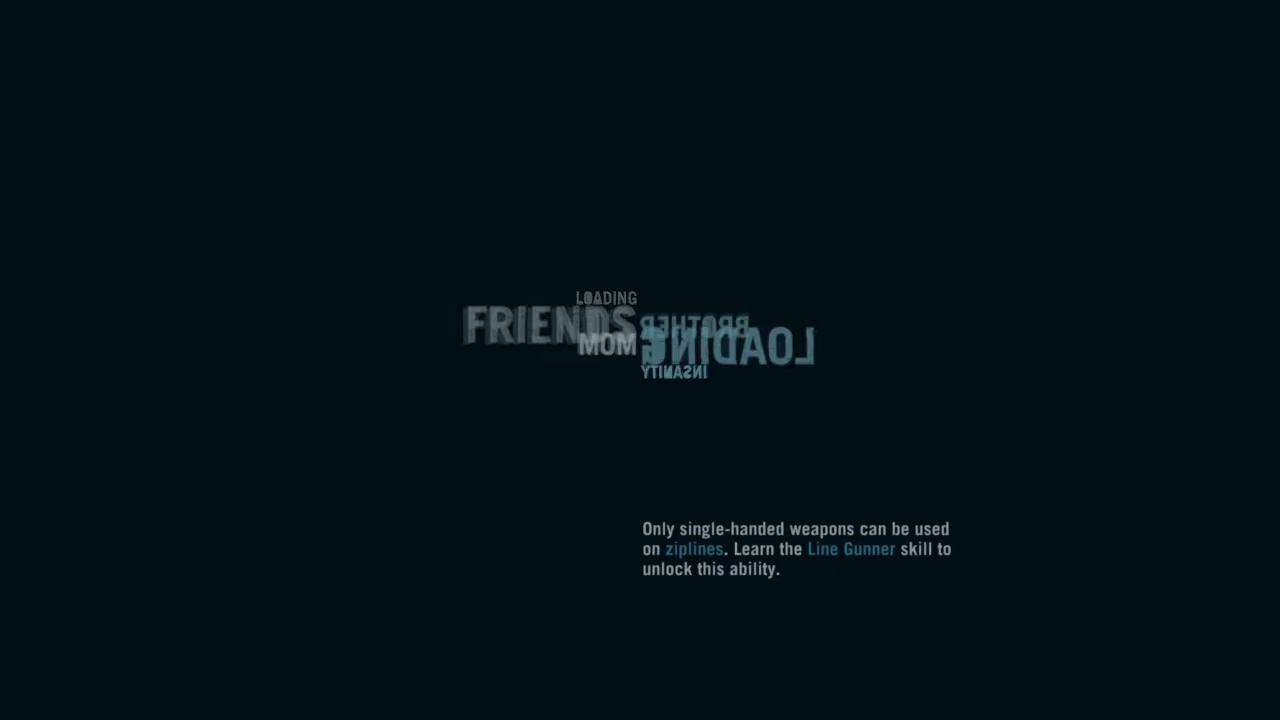 LOADING
FRIENDS
MOM
BROTHER
LOADING
INSANITY
Only single-handed weapons can be used
on ziplines. Learn the Line Gunner skill to
unlock this ability.